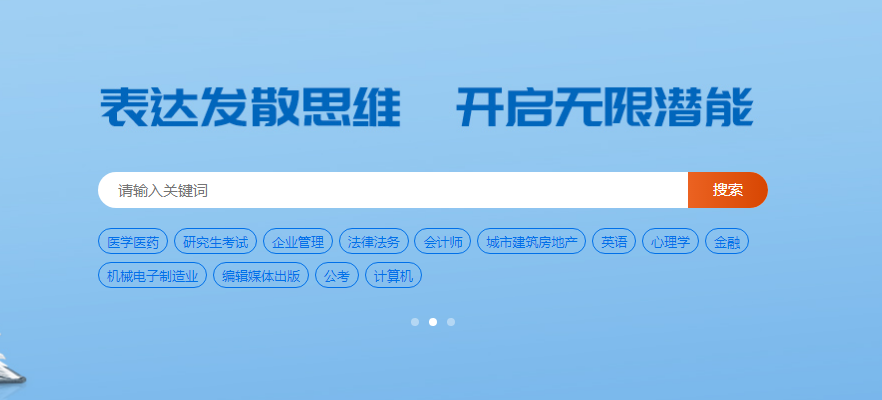 表达发散思维 开启无限潜能
请输入关键词 搜索
医学医药 研究生考试 企业管理 法律法务 会计师 城市建筑房地产 英语 心理学 金融
机械电子制造业 编辑媒体出版 公考 计算机